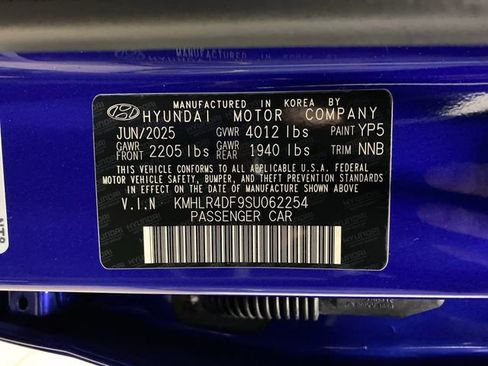 MANUFACTURED IN KOREA BY
HYUNDAI MOTOR COMPANY
JUN/2025 GVWR 4012 lbs PAINT YP5
GAWR FRONT 2205 lbs GAWR REAR 1940 lbs TRIM NNB
THIS VEHICLE CONFORMS TO ALL APPLICABLE U.S.A. FEDERAL
MOTOR VEHICLE SAFETY, BUMPER, AND THEFT PREVENTION STANDARDS
IN EFFECT ON THE DATE OF MANUFACTURE SHOWN ABOVE.
V.I.N KMHLR4DF9SU062254
PASSENGER CAR